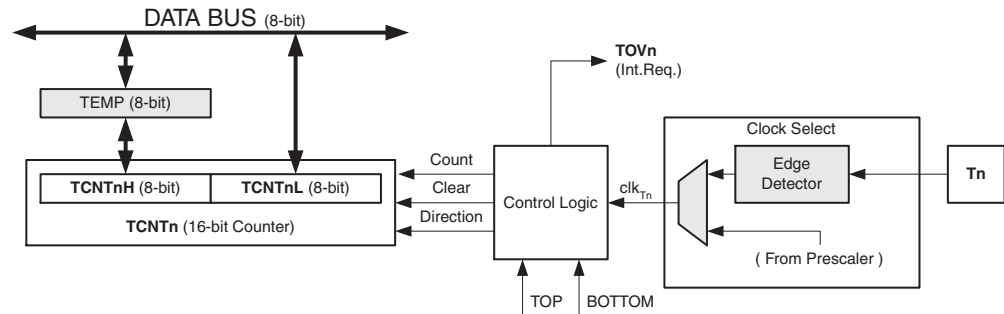 DATA BUS (8-bit)
TOVn
(Int.Req.)
TEMP (8-bit)
Clock Select
Count
Edge
Detector
TCNTnH (8-bit) TCNTnL (8-bit)
Clear
Control Logic
clkTn
Tn
TCNTn (16-bit Counter)
Direction
( From Prescaler )
TOP
BOTTOM